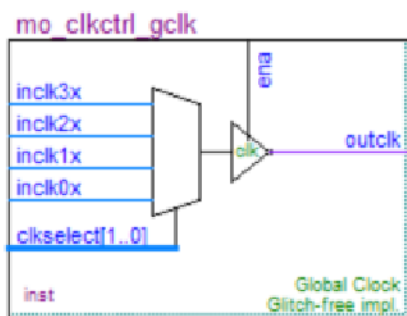 mo_clkctrl_gclk
inclk3x
inclk2x
inclk1x
inclk0x
clkselect[1..0]
ena
clk
outclk
inst
Global Clock
Glitch-free impl.